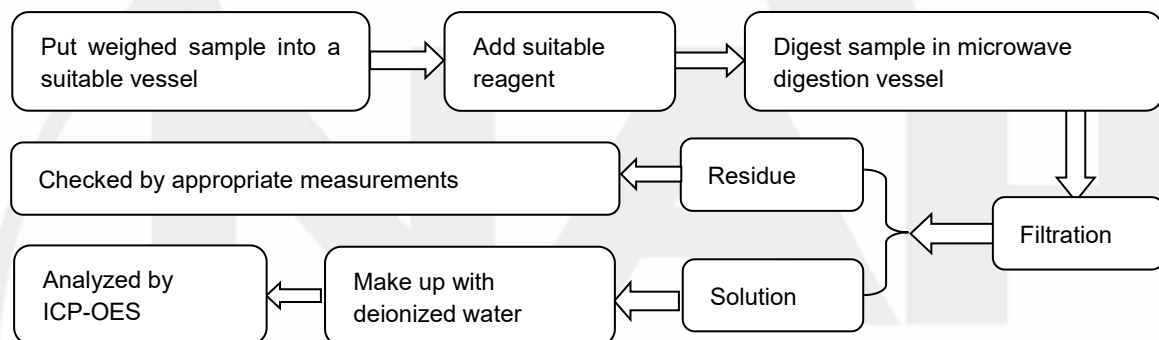 Put weighed sample into a
suitable vessel
Add suitable
reagent
Digest sample in microwave
digestion vessel
Filtration
Residue
Checked by appropriate measurements
Solution
Make up with
deionized water
Analyzed by
ICP-OES